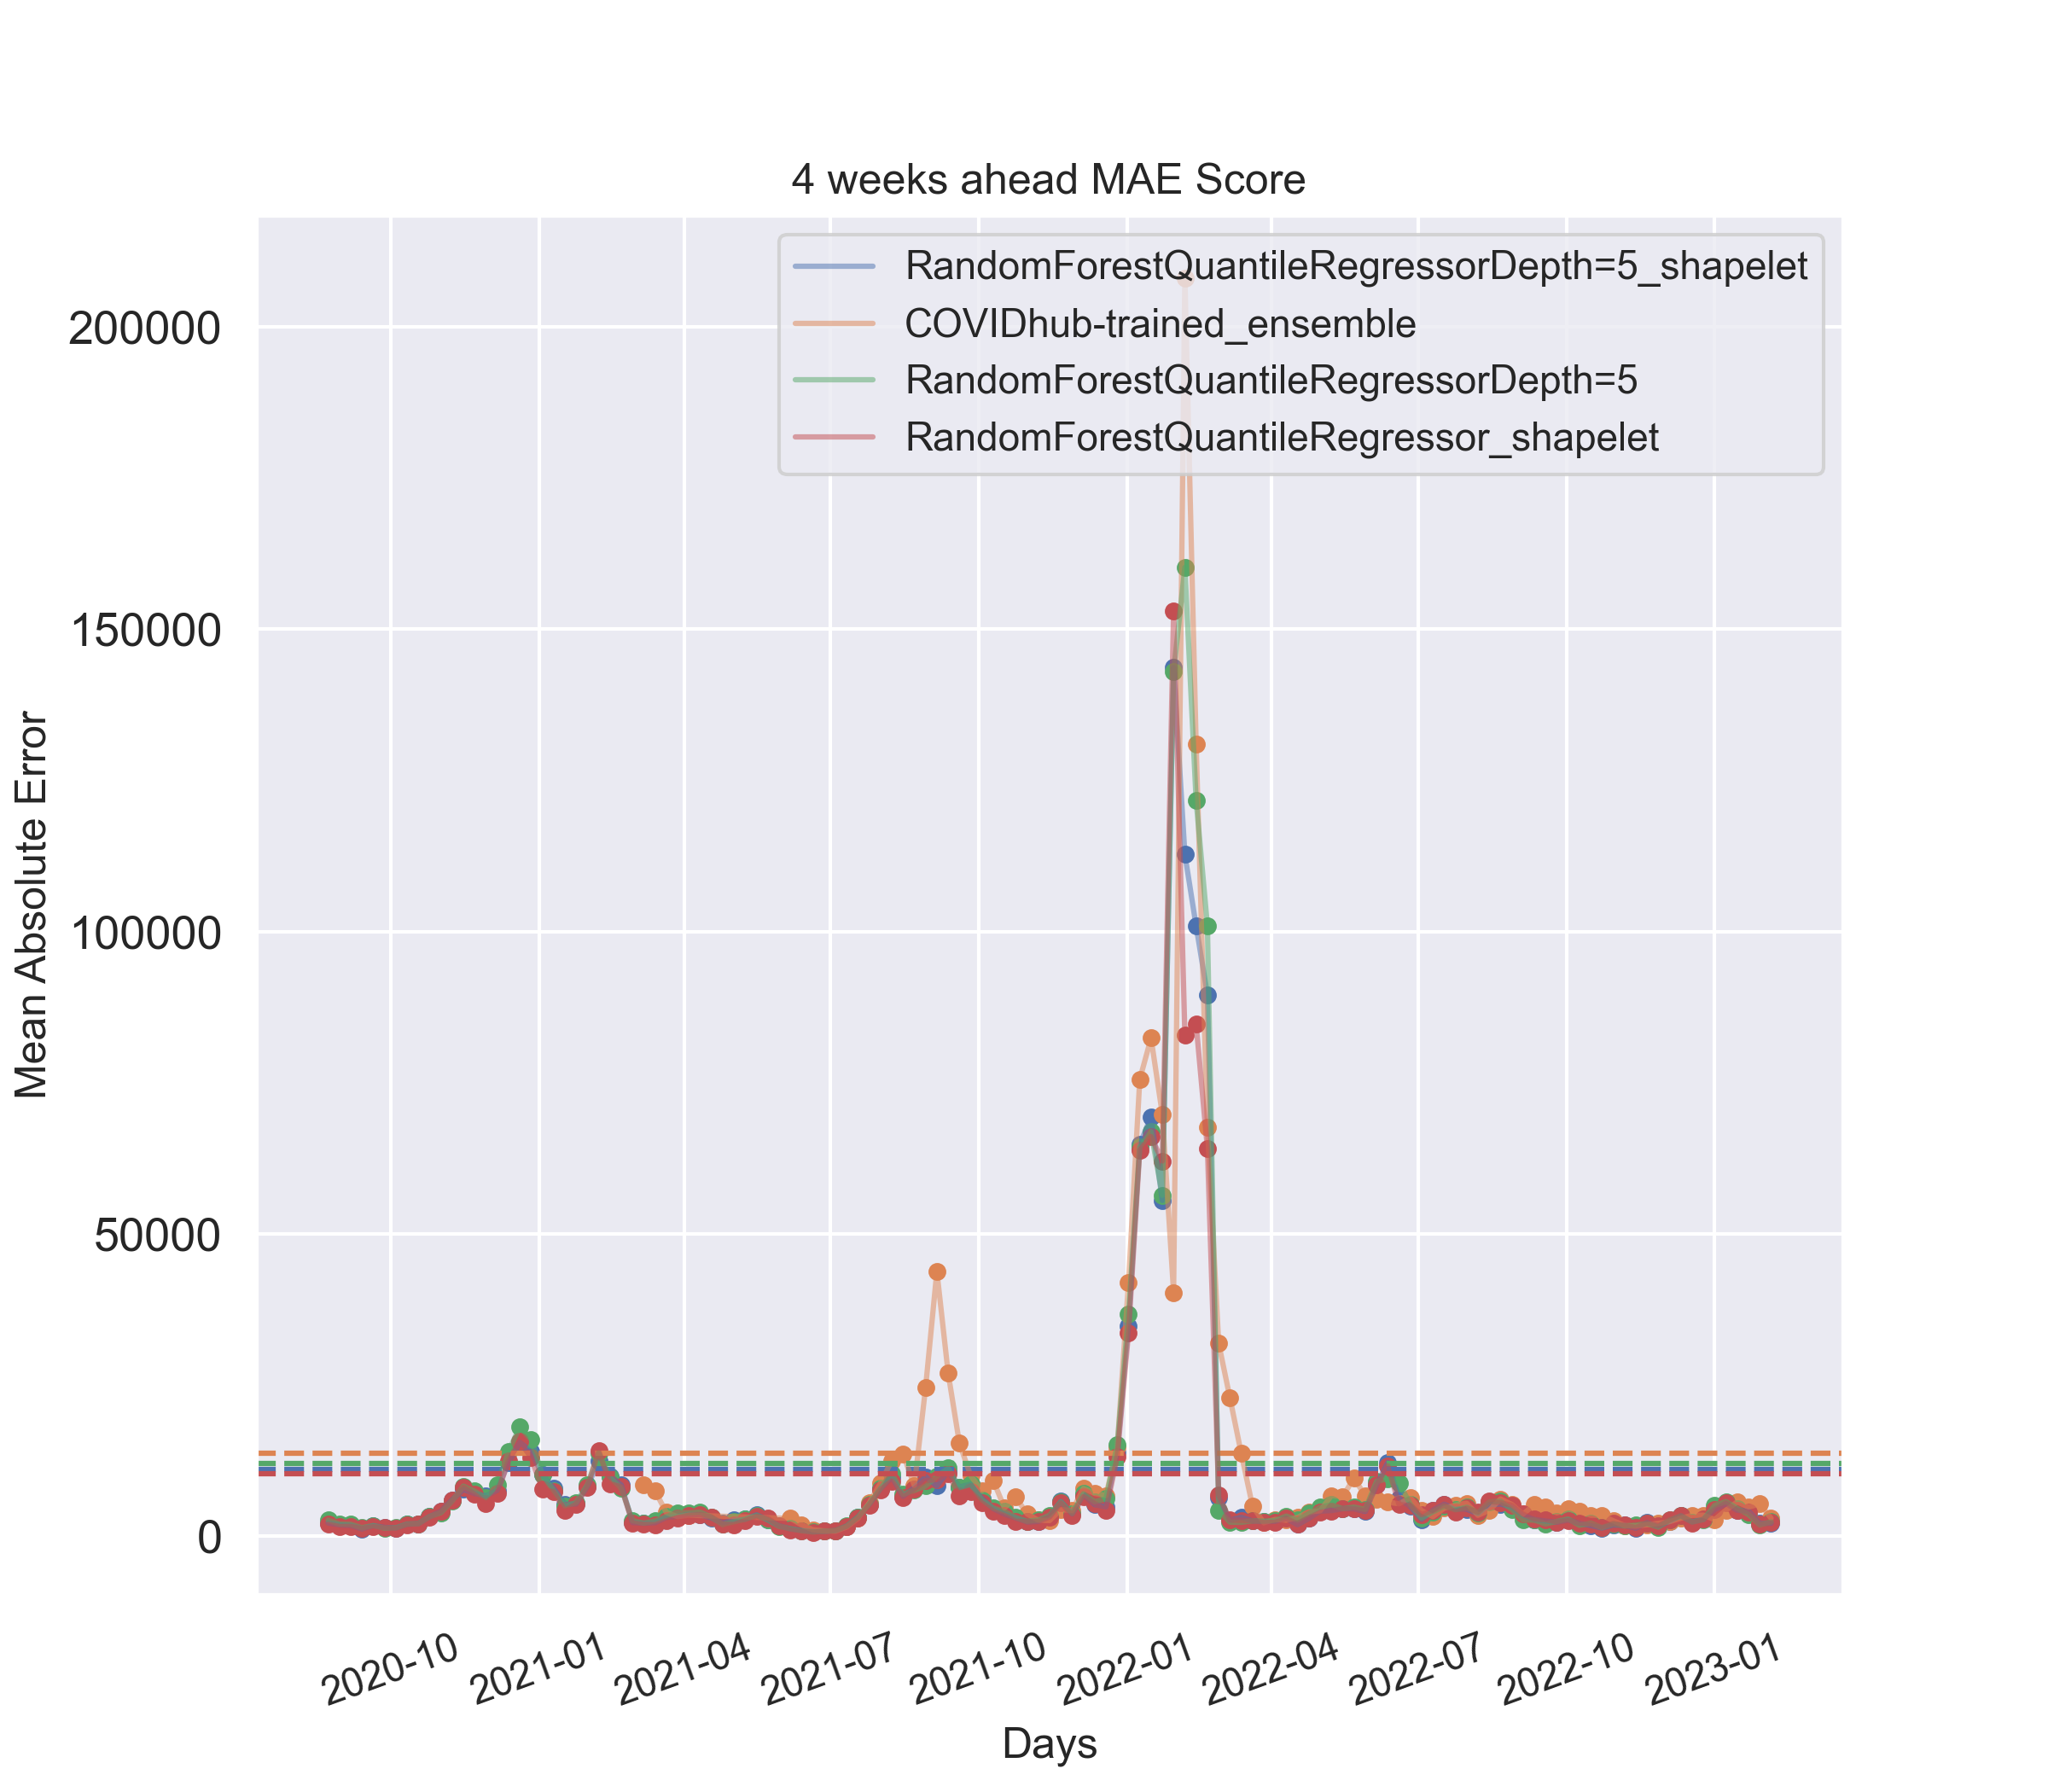 4 weeks ahead MAE Score
RandomForestQuantileRegressorDepth=5_shapelet
COVIDhub-trained_ensemble
RandomForestQuantileRegressorDepth=5
RandomForestQuantileRegressor_shapelet
Mean Absolute Error
200000
150000
100000
50000
0
2020-10
2021-01
2021-04
2021-07
2021-10
2022-01
2022-04
2022-07
2022-10
2023-01
Days